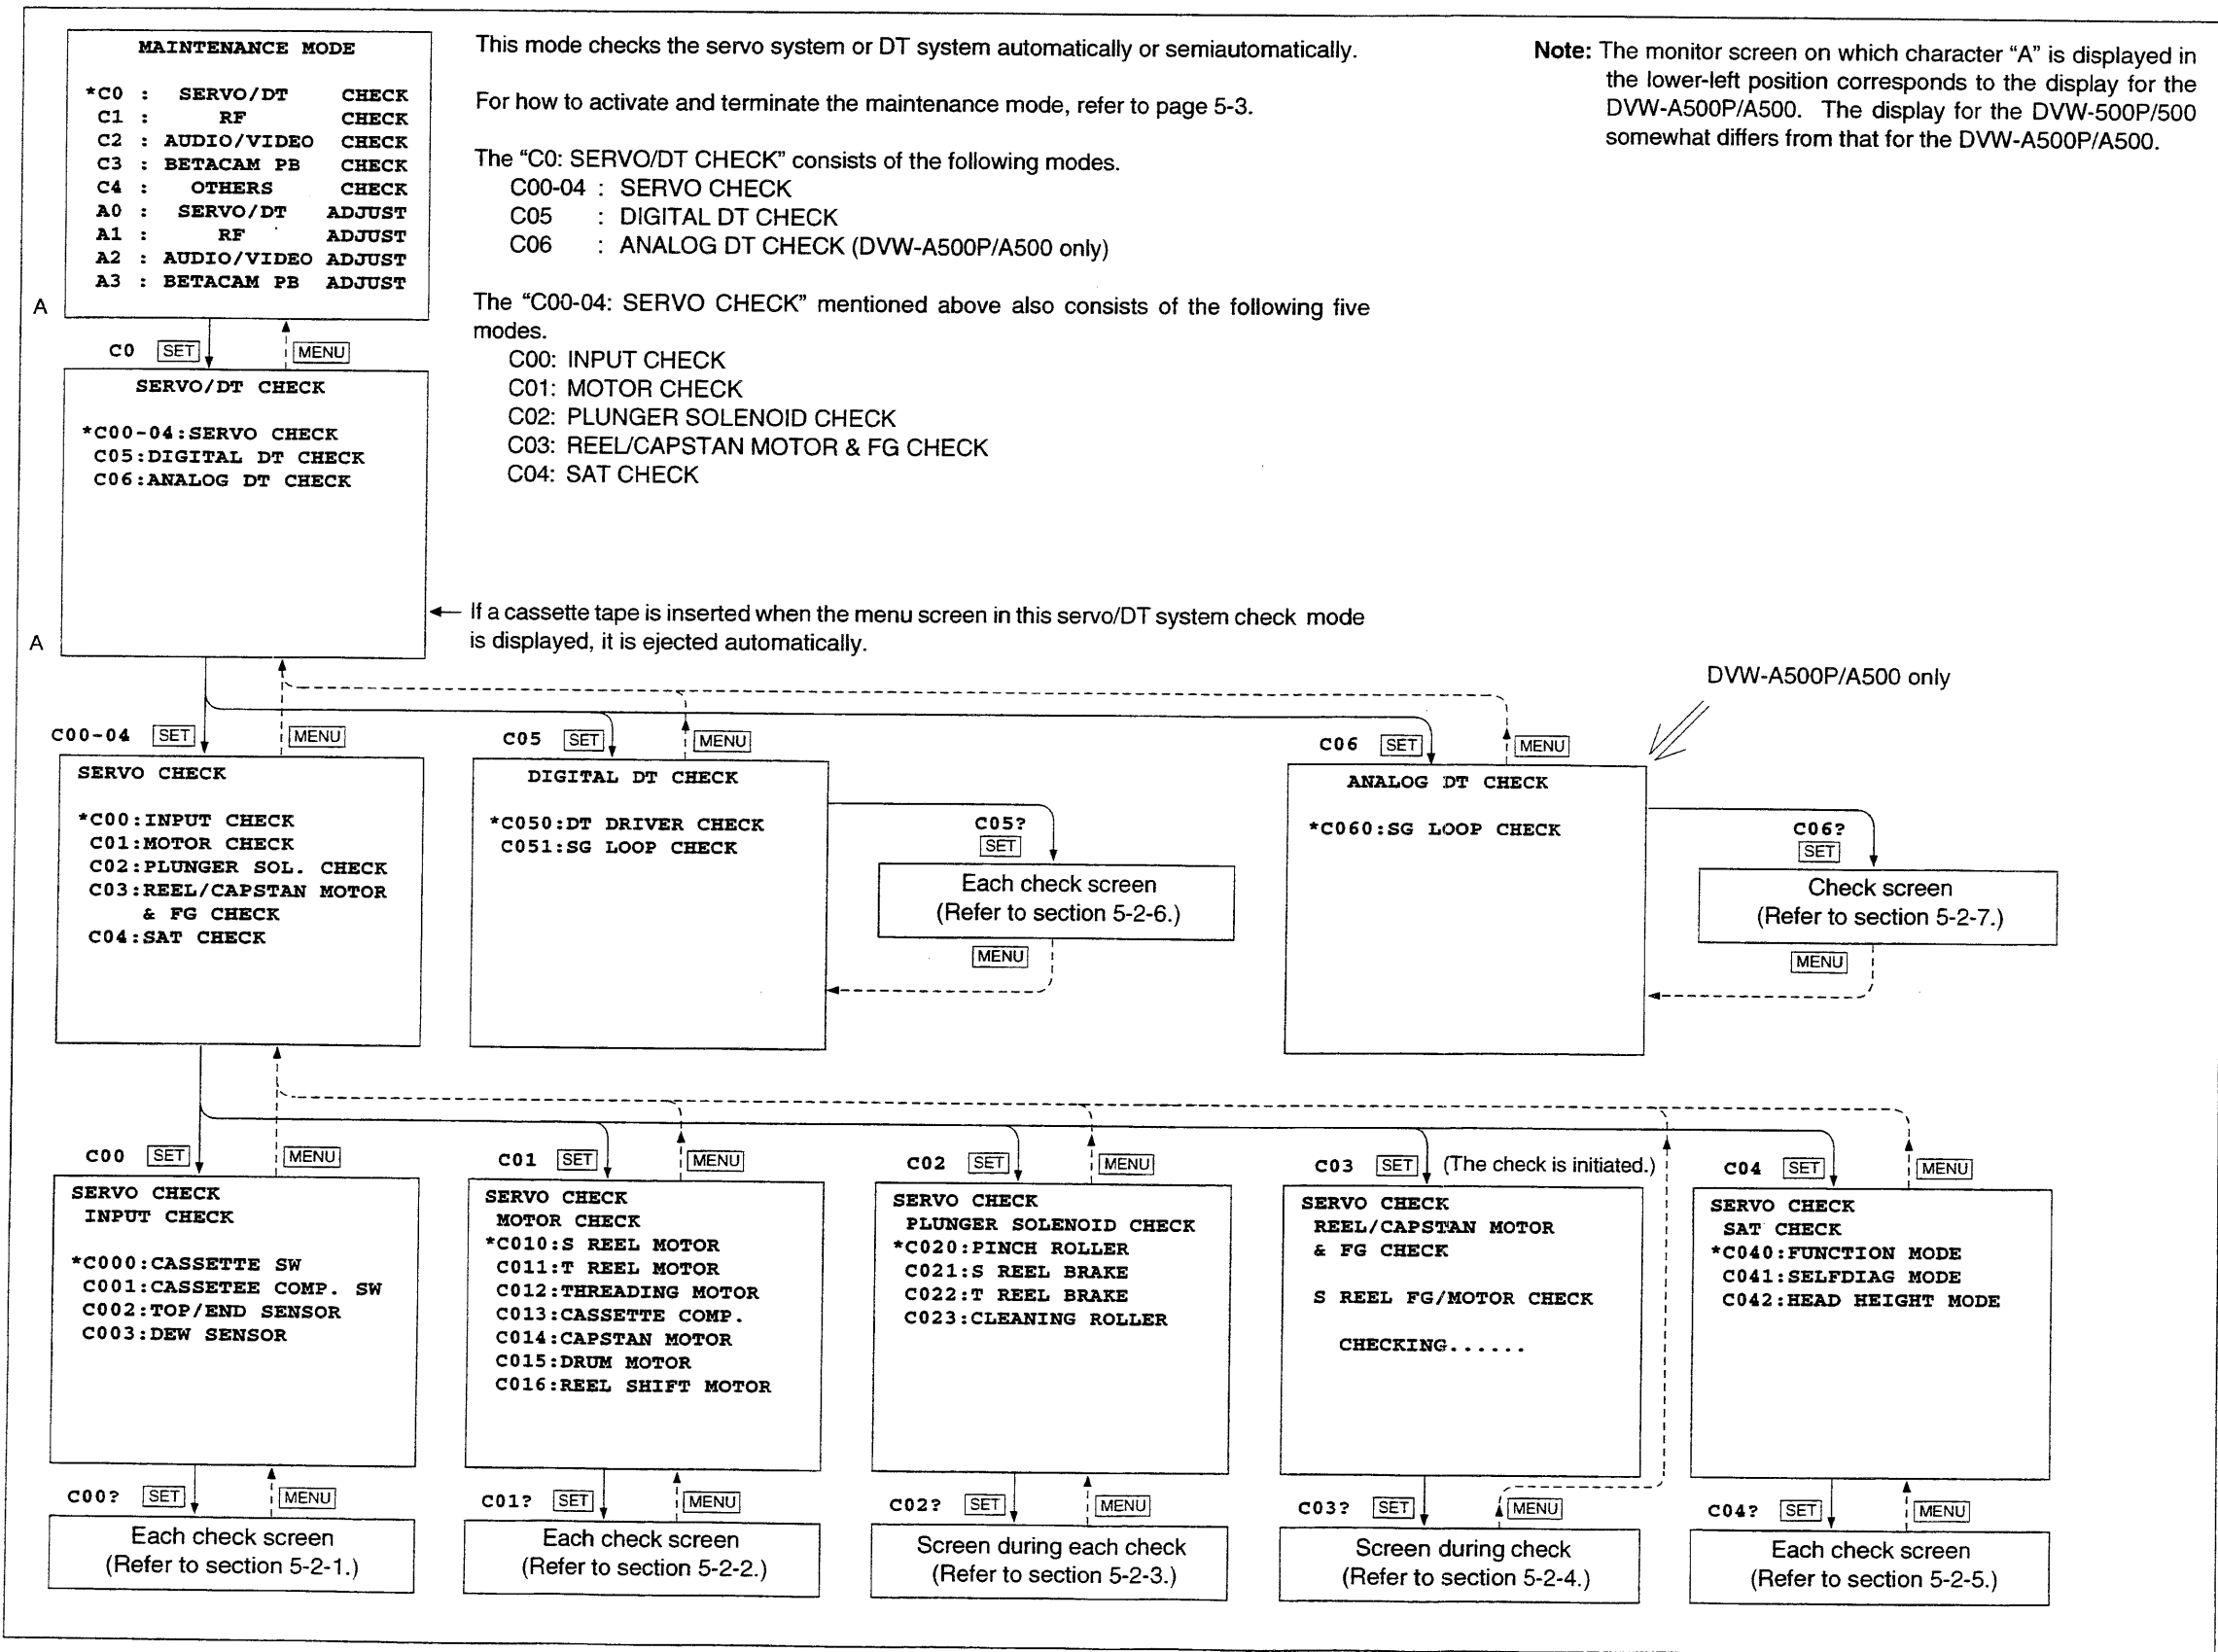 MAINTENANCE MODE
*C0 : SERVO/DT CHECK
C1 : RF CHECK
C2 : AUDIO/VIDEO CHECK
C3 : BETACAM PB CHECK
C4 : OTHERS CHECK
A0 : SERVO/DT ADJUST
A1 : RF ADJUST
A2 : AUDIO/VIDEO ADJUST
A3 : BETACAM PB ADJUST
A
This mode checks the servo system or DT system automatically or semiautomatically.
For how to activate and terminate the maintenance mode, refer to page 5-3.
The “C0: SERVO/DT CHECK” consists of the following modes.
C00-04 : SERVO CHECK
C05 : DIGITAL DT CHECK
C06 : ANALOG DT CHECK (DVW-A500P/A500 only)
The “C00-04: SERVO CHECK” mentioned above also consists of the following five
modes.
C00: INPUT CHECK
C01: MOTOR CHECK
C02: PLUNGER SOLENOID CHECK
C03: REEL/CAPSTAN MOTOR & FG CHECK
C04: SAT CHECK
Note: The monitor screen on which character “A” is displayed in
the lower-left position corresponds to the display for the
DVW-A500P/A500. The display for the DVW-500P/500
somewhat differs from that for the DVW-A500P/A500.
C0 SET MENU
SERVO/DT CHECK
*C00-04:SERVO CHECK
C05:DIGITAL DT CHECK
C06:ANALOG DT CHECK
A
If a cassette tape is inserted when the menu screen in this servo/DT system check mode
is displayed, it is ejected automatically.
DVW-A500P/A500 only
C00-04 SET MENU
SERVO CHECK
*C00:INPUT CHECK
C01:MOTOR CHECK
C02:PLUNGER SOL. CHECK
C03:REEL/CAPSTAN MOTOR
& FG CHECK
C04:SAT CHECK
C05 SET MENU
DIGITAL DT CHECK
*C050:DT DRIVER CHECK
C051:SG LOOP CHECK
C05?
SET
Each check screen
(Refer to section 5-2-6.)
MENU
C06 SET MENU
ANALOG DT CHECK
*C060:SG LOOP CHECK
C06?
SET
Check screen
(Refer to section 5-2-7.)
MENU
C00 SET MENU
SERVO CHECK
INPUT CHECK
*C000:CASSETTE SW
C001:CASSETEE COMP. SW
C002:TOP/END SENSOR
C003:DEW SENSOR
C00? SET MENU
Each check screen
(Refer to section 5-2-1.)
C01 SET MENU
SERVO CHECK
MOTOR CHECK
*C010:S REEL MOTOR
C011:T REEL MOTOR
C012:THREADING MOTOR
C013:CASSETTE COMP.
C014:CAPSTAN MOTOR
C015:DRUM MOTOR
C016:REEL SHIFT MOTOR
C01? SET MENU
Each check screen
(Refer to section 5-2-2.)
C02 SET MENU
SERVO CHECK
PLUNGER SOLENOID CHECK
*C020:PINCH ROLLER
C021:S REEL BRAKE
C022:T REEL BRAKE
C023:CLEANING ROLLER
C02? SET MENU
Screen during each check
(Refer to section 5-2-3.)
C03 SET (The check is initiated.)
SERVO CHECK
REEL/CAPSTAN MOTOR
& FG CHECK
S REEL FG/MOTOR CHECK
CHECKING......
C03? SET MENU
Screen during check
(Refer to section 5-2-4.)
C04 SET MENU
SERVO CHECK
SAT CHECK
*C040:FUNCTION MODE
C041:SELFDIAG MODE
C042:HEAD HEIGHT MODE
C04? SET MENU
Each check screen
(Refer to section 5-2-5.)